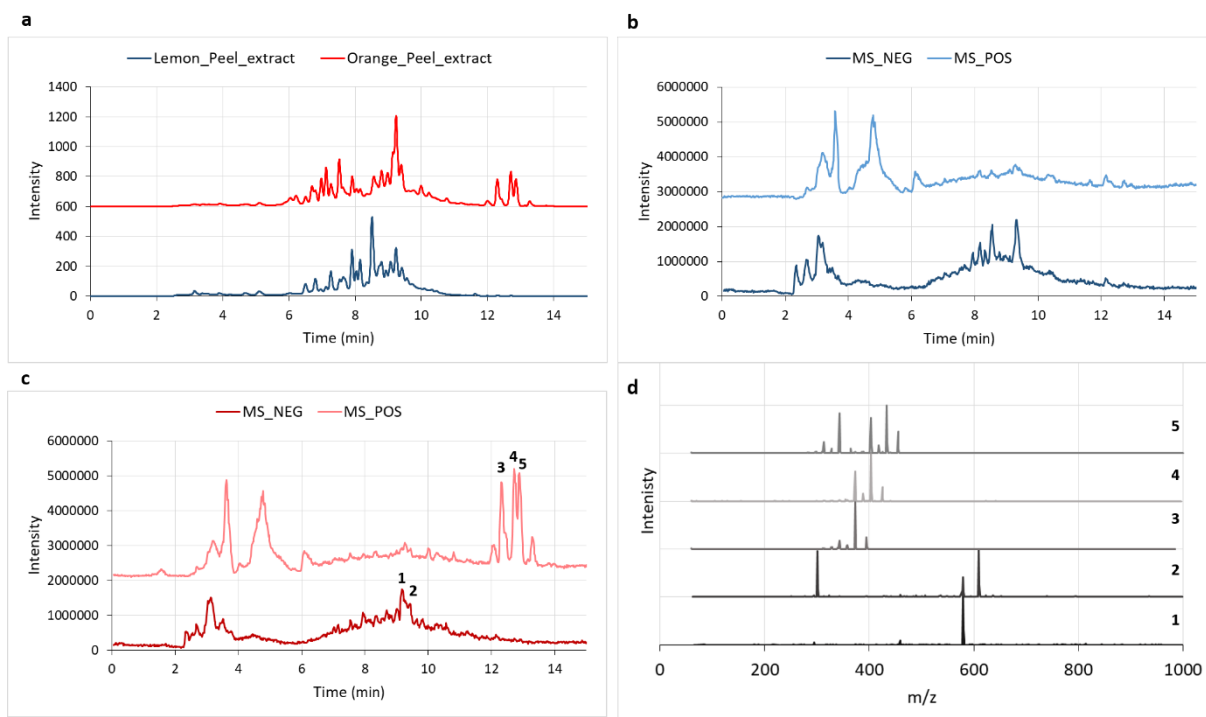 a
Lemon_Peel_extract Orange_Peel_extract
1400
1200
1000
800
600
400
200
0
Intensity
0 2 4 6 8 10 12 14
Time (min)
b
MS_NEG MS_POS
6000000
5000000
4000000
3000000
2000000
1000000
0
Intensity
0 2 4 6 8 10 12 14
Time (min)
c
MS_NEG MS_POS
6000000
5000000
4000000
3000000
2000000
1000000
0
Intensity
3 4 5
1 2
0 2 4 6 8 10 12 14
Time (min)
d
Intenisty
5
4
3
2
1
0 200 400 600 800 1000
m/z